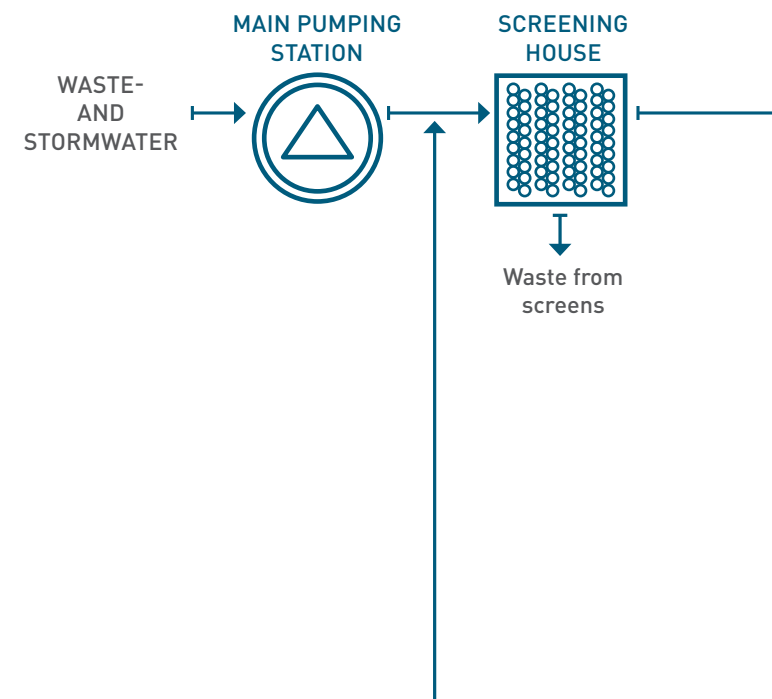 MAIN PUMPING
STATION
SCREENING
HOUSE
WASTE-
AND
STORMWATER
Waste from
screens